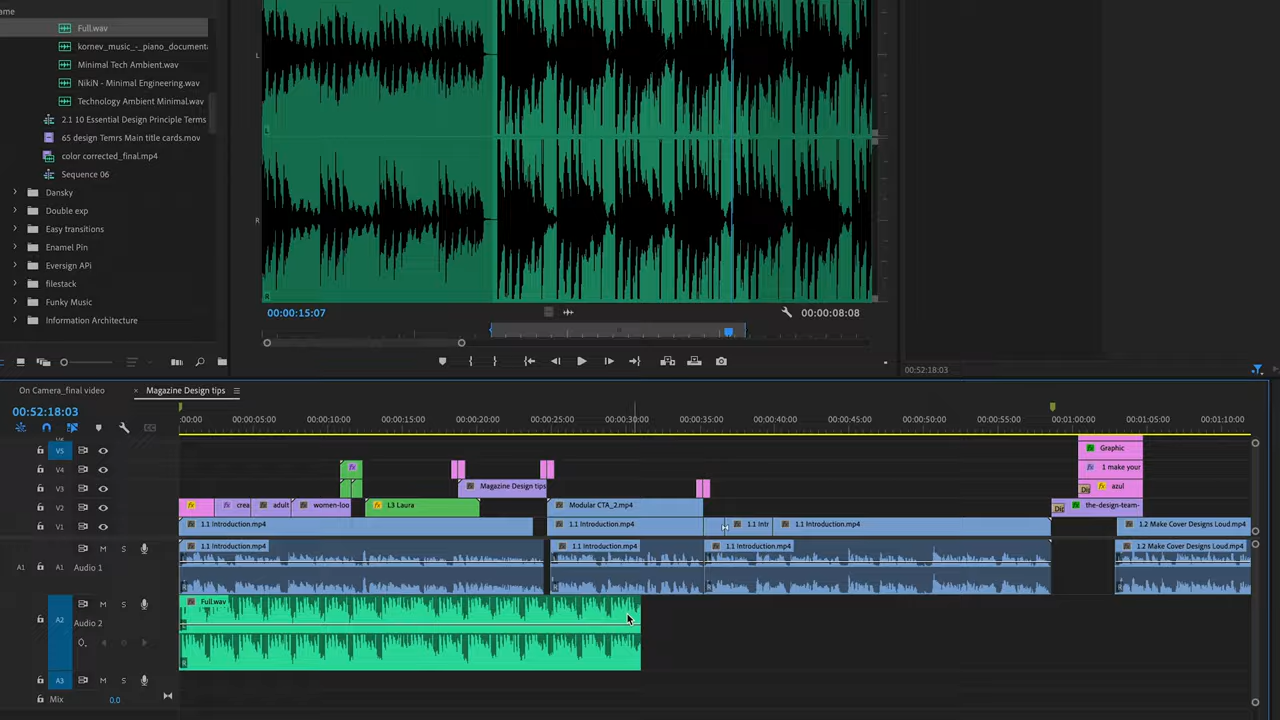 ame
Full.wav
kornev_music_-_piano_document
Minimal Tech Ambient.wav
NikiN - Minimal Engineering.wav
Technology Ambient Minimal.wav
2.1 10 Essential Design Principle Terms
65 design Temrs Main title cards.mov
color corrected_final.mp4
Sequence 06
Dansky
Double exp
Easy transitions
Enamel Pin
Eversign API
filestack
Funky Music
Information Architecture
L
R
00:00:15:07
00:00:08:08
00:52:18:03
On Camera_final video
× Magazine Design tips
00:52:18:03
:00:00 00:00:05:00 00:00:10:00 00:00:15:00 00:00:20:00 00:00:25:00 00:00:30:00 00:00:35:00 00:00:40:00 00:00:45:00 00:00:50:00 00:00:55:00 00:01:00:00 00:01:05:00 00:01:10:00
V5 Graphic
V4 fx 1 make your
V3 Magazine Design tips fx azul
V2 fx crea adult women-loo fx L3 Laura Modular CTA_2.mp4 the-design-team-
V1 1.1 Introduction.mp4 1.1 Introduction.mp4 1.1 Intr 1.1 Introduction.mp4 1.2 Make Cover Designs Loud.mp4
M S 1.1 Introduction.mp4 1.1 Introduction.mp4 1.1 Introduction.mp4 1.2 Make Cover Designs Loud.mp4
A1 A1 Audio 1
M S Full.wav
A2 Audio 2
A3 M S
Mix 0.0